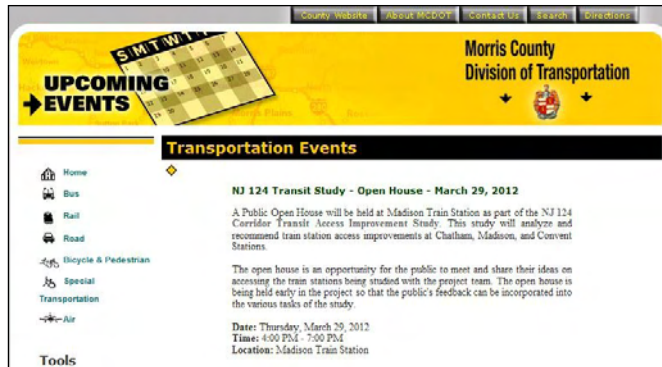 County Website About MCDOT Contact Us Search Directions
S M T W T F
UPCOMING
EVENTS
Morris County
Division of Transportation
Morris Plains
Transportation Events
Home
Bus
Rail
Road
Bicycle & Pedestrian
Special
Transportation
Air
Tools
NJ 124 Transit Study - Open House - March 29, 2012
A Public Open House will be held at Madison Train Station as part of the NJ 124
Corridor Transit Access Improvement Study. This study will analyze and
recommend train station access improvements at Chatham, Madison, and Convent
Stations.
The open house is an opportunity for the public to meet and share their ideas on
accessing the train stations being studied with the project team. The open house is
being held early in the project so that the public's feedback can be incorporated into
the various tasks of the study.
Date: Thursday, March 29, 2012
Time: 4:00 PM - 7:00 PM
Location: Madison Train Station